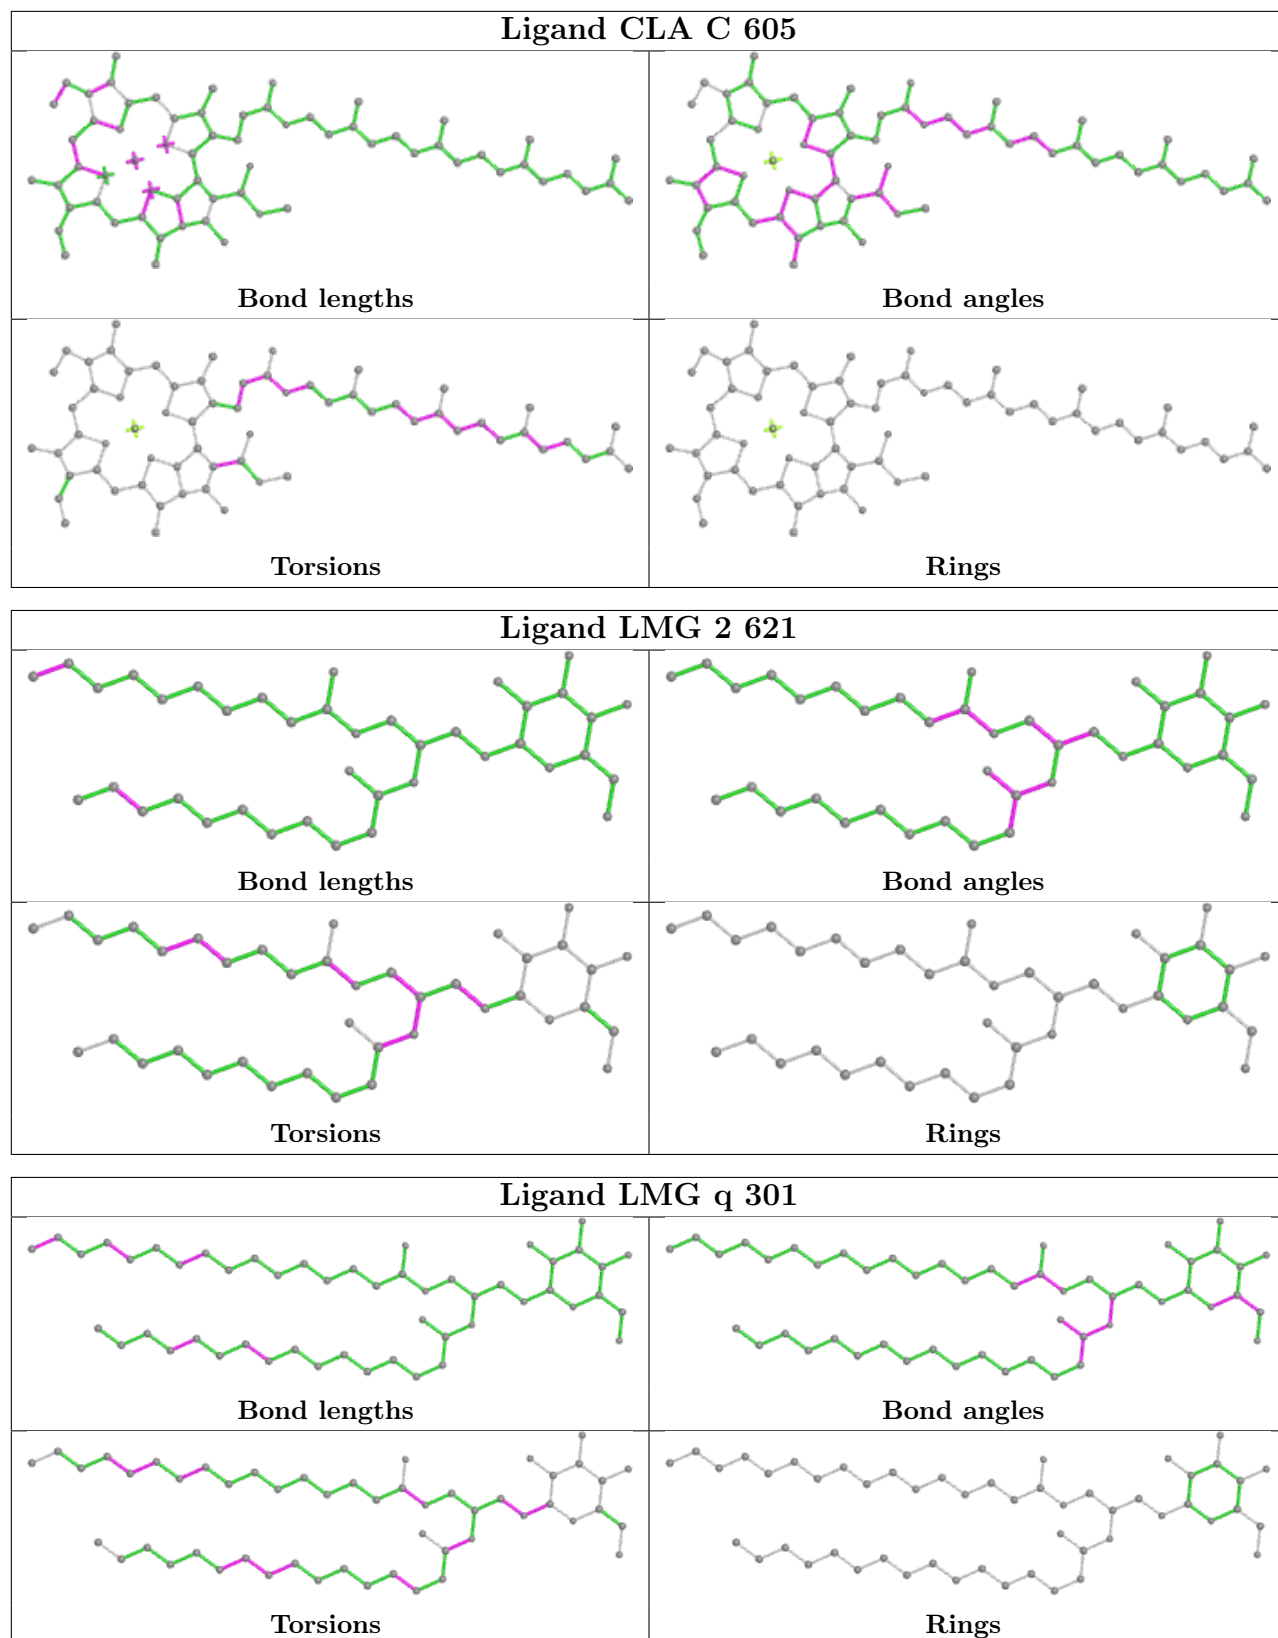 Ligand CLA C 605
Bond lengths
Bond angles
Torsions
Rings
Ligand LMG 2 621
Bond lengths
Bond angles
Torsions
Rings
Ligand LMG q 301
Bond lengths
Bond angles
Torsions
Rings